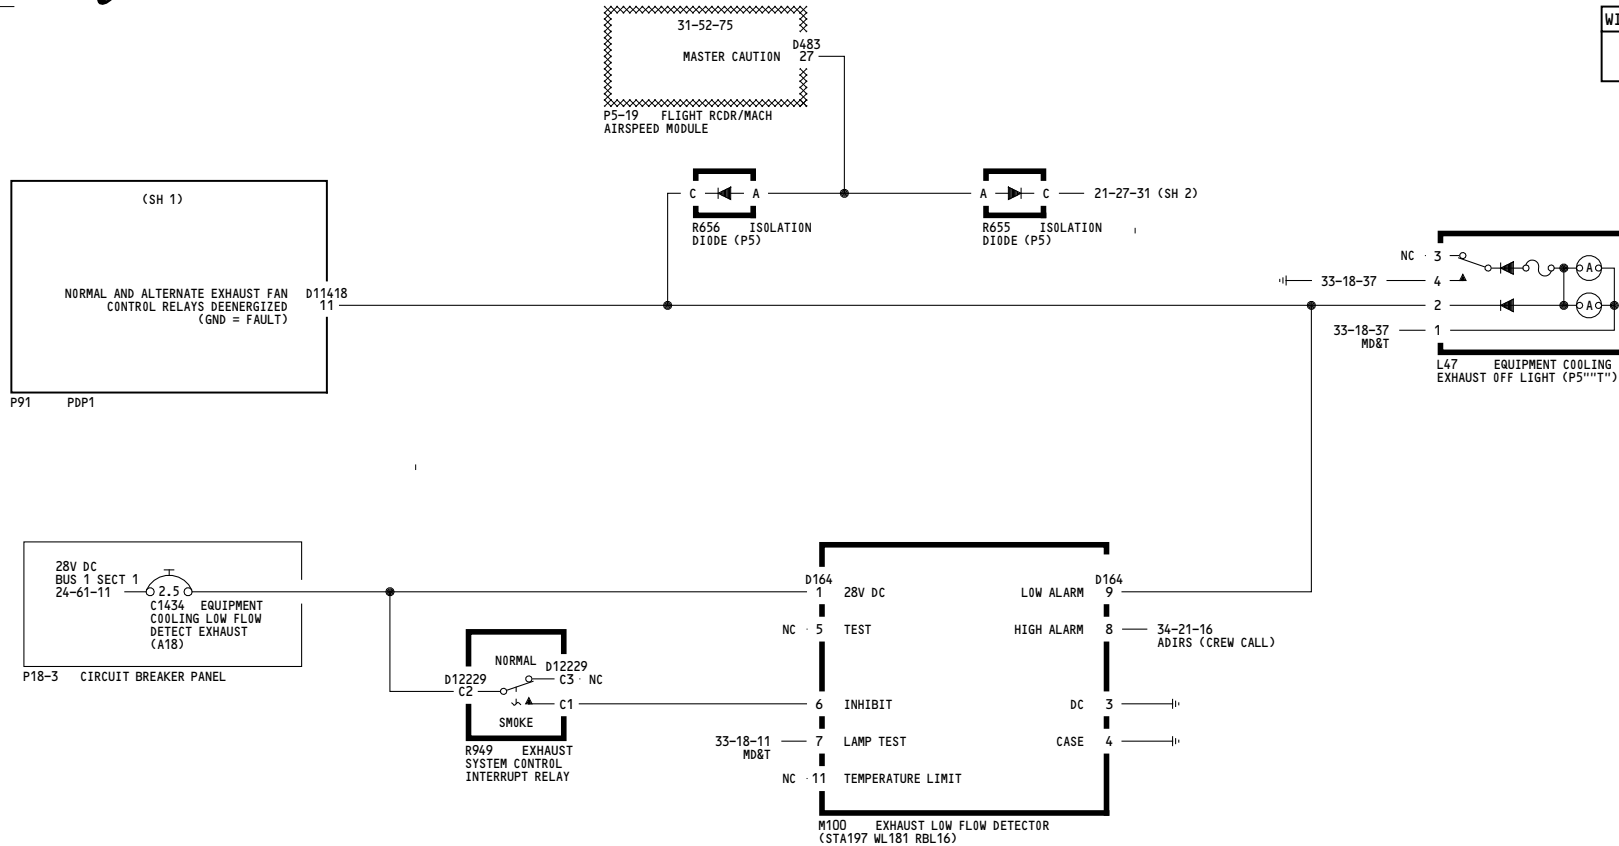 31-52-75
MASTER CAUTION
D483
27
P5-19 FLIGHT RCDR/MACH
AIRSPEED MODULE
(SH 1)
C A
R656 ISOLATION
DIODE (P5)
A C
21-27-31 (SH 2)
R655 ISOLATION
DIODE (P5)
NORMAL AND ALTERNATE EXHAUST FAN
CONTROL RELAYS DEENERGIZED
(GND = FAULT)
D11418
11
P91 PDP1
NC 3
33-18-37 4
2
33-18-37 1
MD&T
A
A
L47 EQUIPMENT COOLING
EXHAUST OFF LIGHT (P5""T")
28V DC
BUS 1 SECT 1
24-61-11
2.5
C1434 EQUIPMENT
COOLING LOW FLOW
DETECT EXHAUST
(A18)
P18-3 CIRCUIT BREAKER PANEL
NORMAL
D12229
C2
D12229
C3 NC
C1
SMOKE
R949 EXHAUST
SYSTEM CONTROL
INTERRUPT RELAY
D164
1 28V DC
NC 5 TEST
6 INHIBIT
33-18-11 7 LAMP TEST
MD&T
NC 11 TEMPERATURE LIMIT
D164
LOW ALARM 9
HIGH ALARM 8 34-21-16
ADIRS (CREW CALL)
DC 3
CASE 4
M100 EXHAUST LOW FLOW DETECTOR
(STA197 WL181 RBL16)